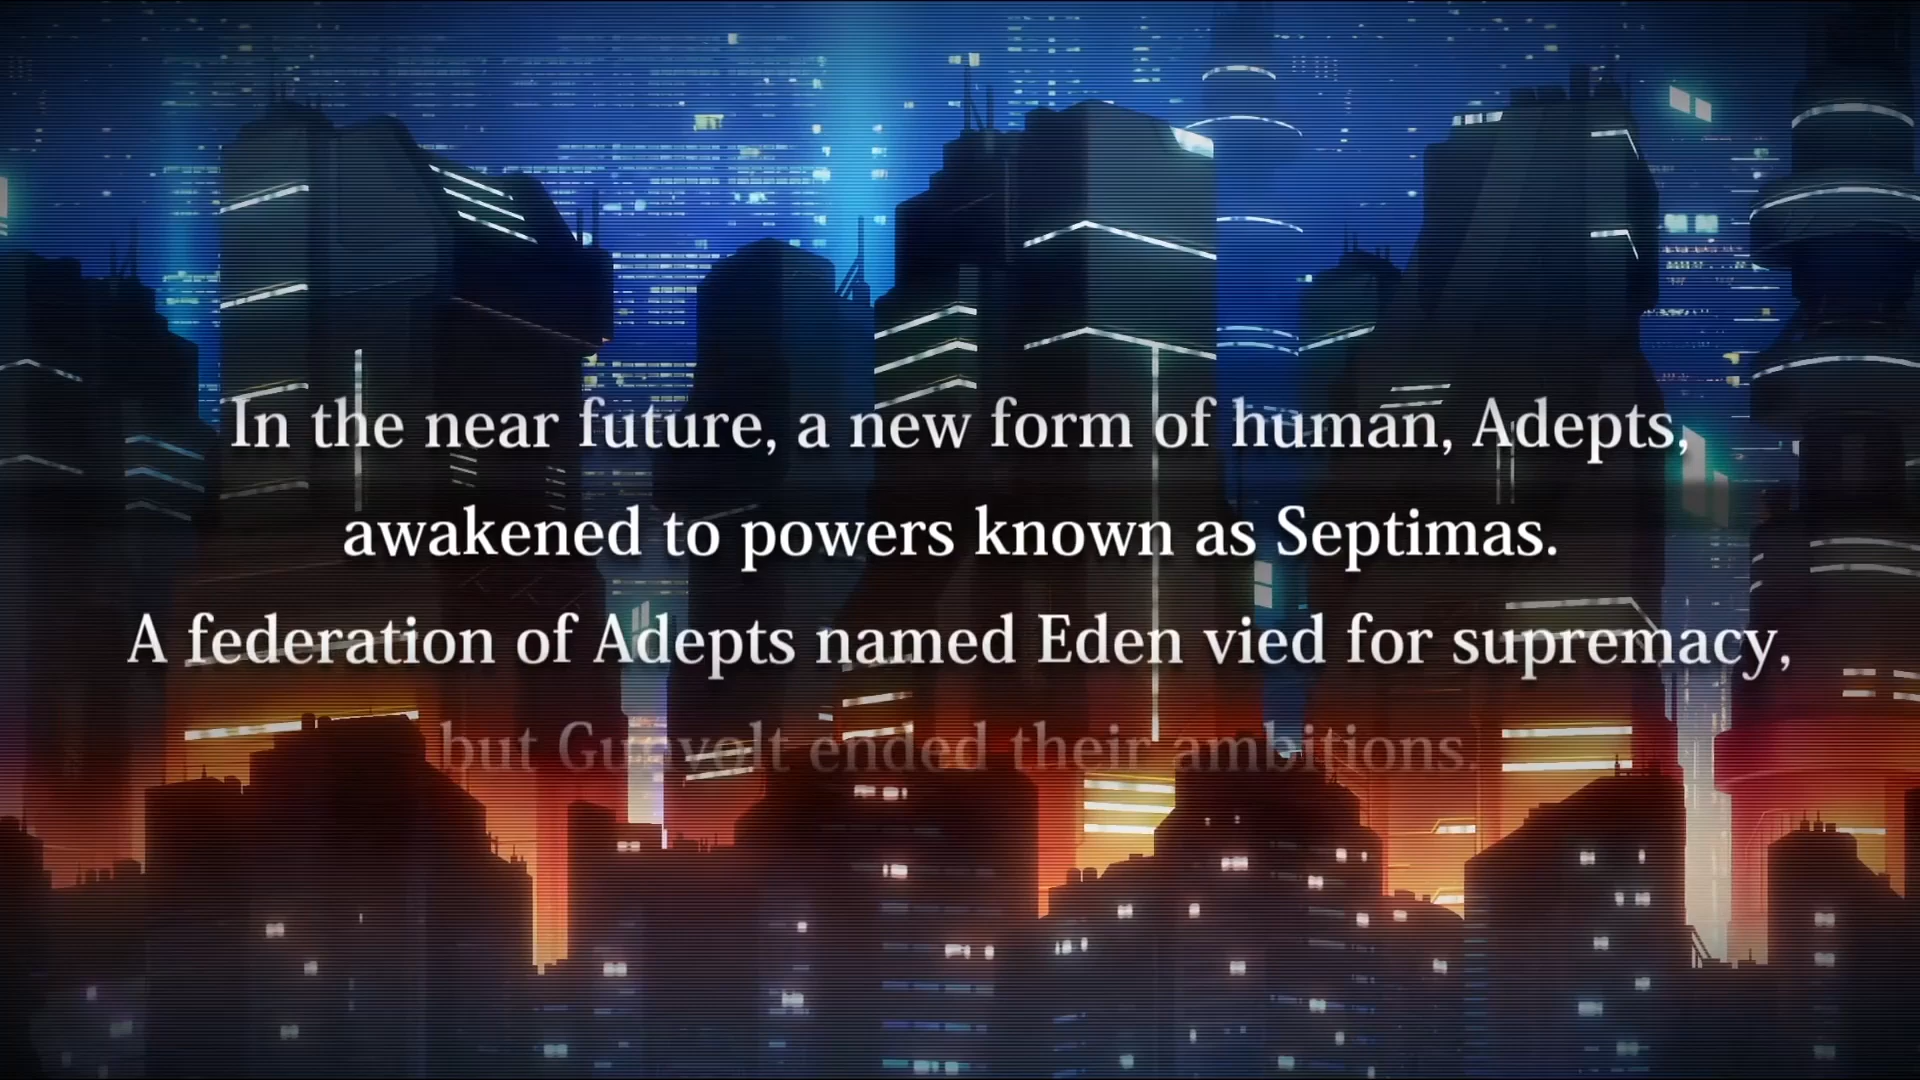 In the near future, a new form of human, Adepts,
awakened to powers known as Septimas.
A federation of Adepts named Eden vied for supremacy,
but Gunvolt ended their ambitions.